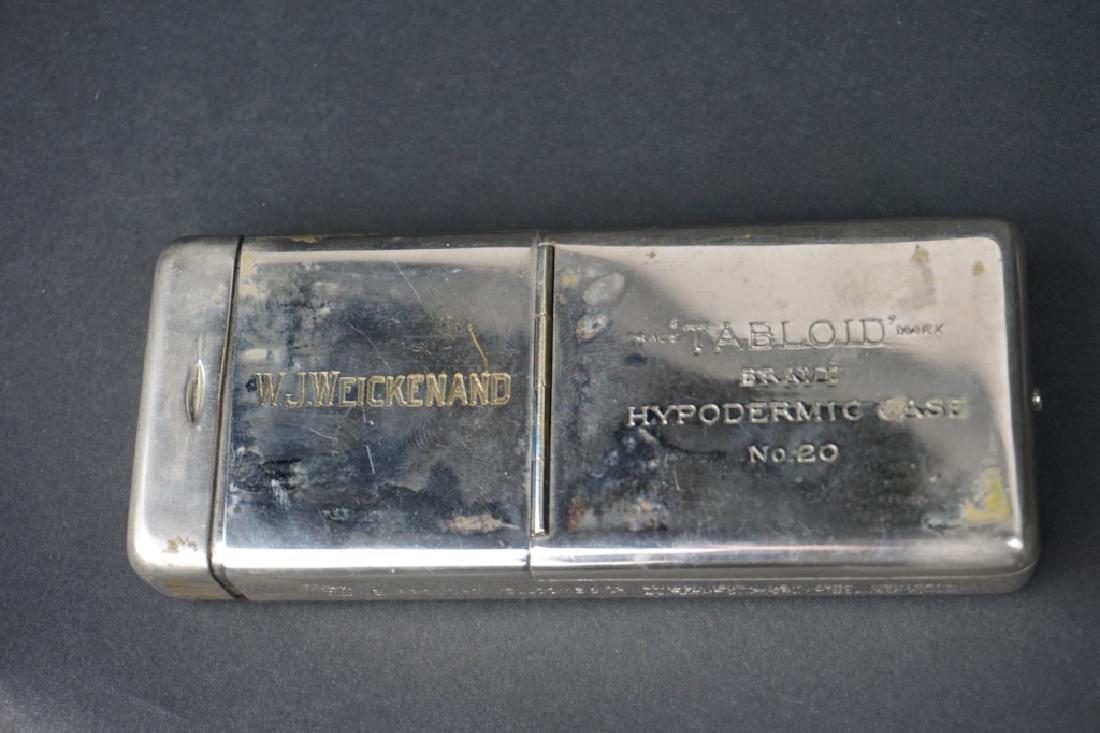 W.J.WEICKENAND
TRADE 'TABLOID' MARK
BRAND
HYPODERMIC CASE
No.20